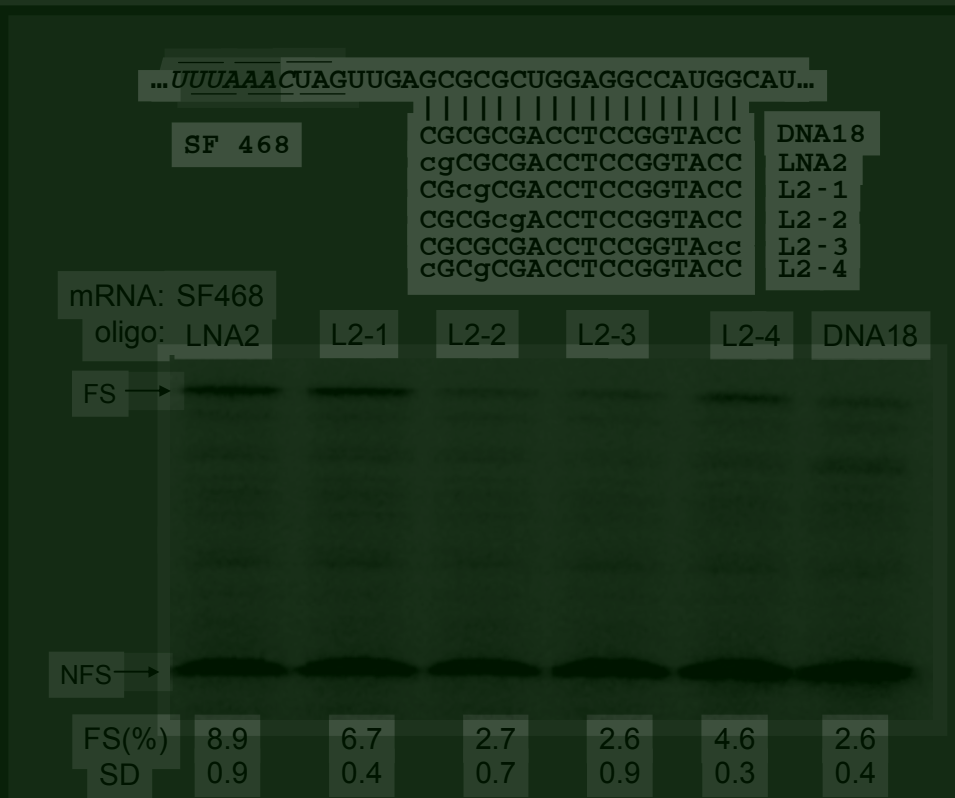 ...UUUAAACUAGUUGAGCGCGCUGGAGGCCAUGGCAU...
SF 468
CGCGCGACCTCCGGTACC DNA18
cgCGCGACCTCCGGTACC LNA2
CGcgCGACCTCCGGTACC L2-1
CGCGcgACCTCCGGTACC L2-2
CGCGCGACCTCCGGTAcc L2-3
cGCgCGACCTCCGGTACC L2-4
mRNA: SF468
oligo: LNA2 L2-1 L2-2 L2-3 L2-4 DNA18
FS
NFS
FS(%) 8.9 6.7 2.7 2.6 4.6 2.6
SD 0.9 0.4 0.7 0.9 0.3 0.4